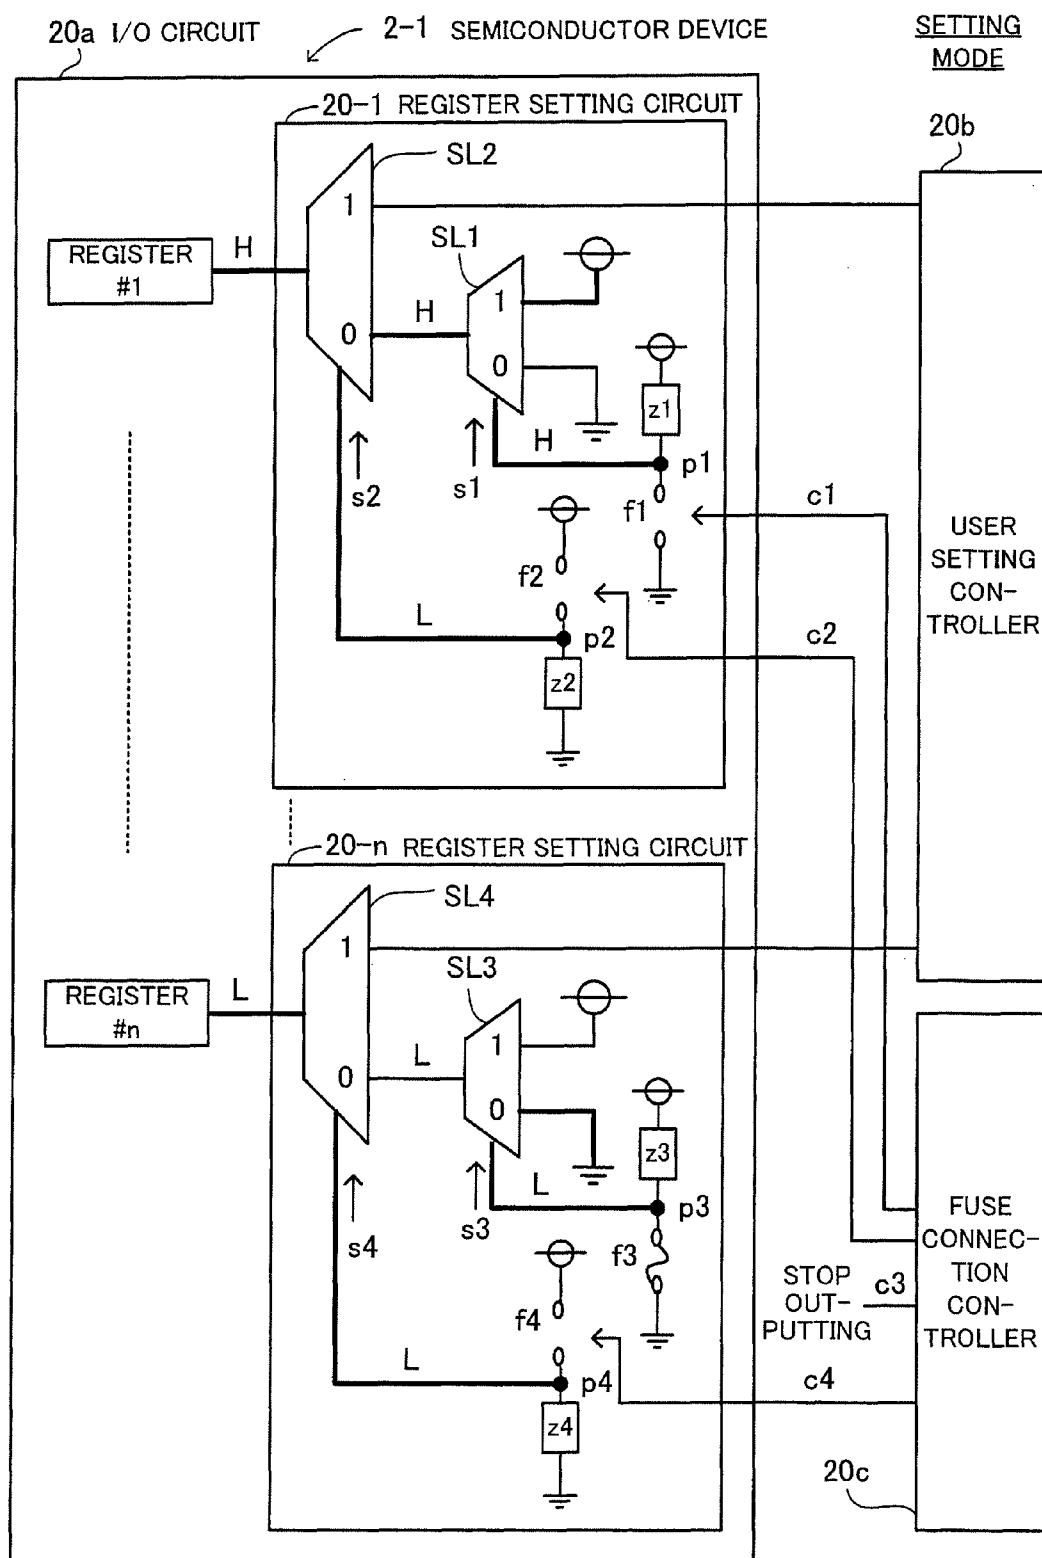 20a I/O CIRCUIT
2-1 SEMICONDUCTOR DEVICE
SETTING
MODE
20-1 REGISTER SETTING CIRCUIT
20b
SL2
1
SL1
REGISTER
#1
H
1
H
0
0
z1
H
p1
s2
s1
f1
c1
f2
USER
SETTING
CON-
TROLLER
L
p2
c2
z2
20-n REGISTER SETTING CIRCUIT
SL4
1
SL3
REGISTER
#n
L
1
L
0
0
z3
L
p3
s4
s3
f3
FUSE
CONNEC-
TION
CON-
TROLLER
STOP
OUT-
PUTTING
c3
f4
L
p4
c4
z4
20c